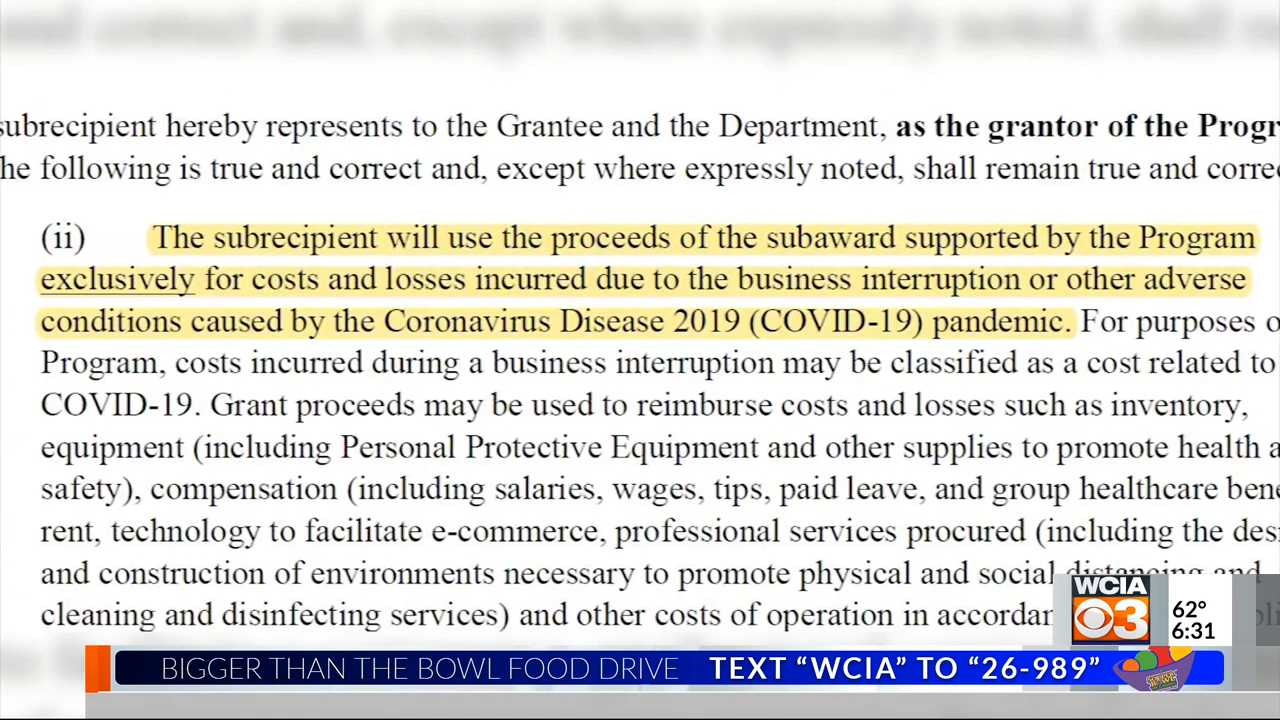 subrecipient hereby represents to the Grantee and the Department, as the grantor of the Progr
he following is true and correct and, except where expressly noted, shall remain true and correc
(ii) The subrecipient will use the proceeds of the subaward supported by the Program
exclusively for costs and losses incurred due to the business interruption or other adverse
conditions caused by the Coronavirus Disease 2019 (COVID-19) pandemic. For purposes o
Program, costs incurred during a business interruption may be classified as a cost related to
COVID-19. Grant proceeds may be used to reimburse costs and losses such as inventory,
equipment (including Personal Protective Equipment and other supplies to promote health a
safety), compensation (including salaries, wages, tips, paid leave, and group healthcare bene
rent, technology to facilitate e-commerce, professional services procured (including the desi
and construction of environments necessary to promote physical and social distancing and
cleaning and disinfecting services) and other costs of operation in accordan
WCIA
3
62°
6:31
BIGGER THAN THE BOWL FOOD DRIVE TEXT “WCIA” TO “26-989”